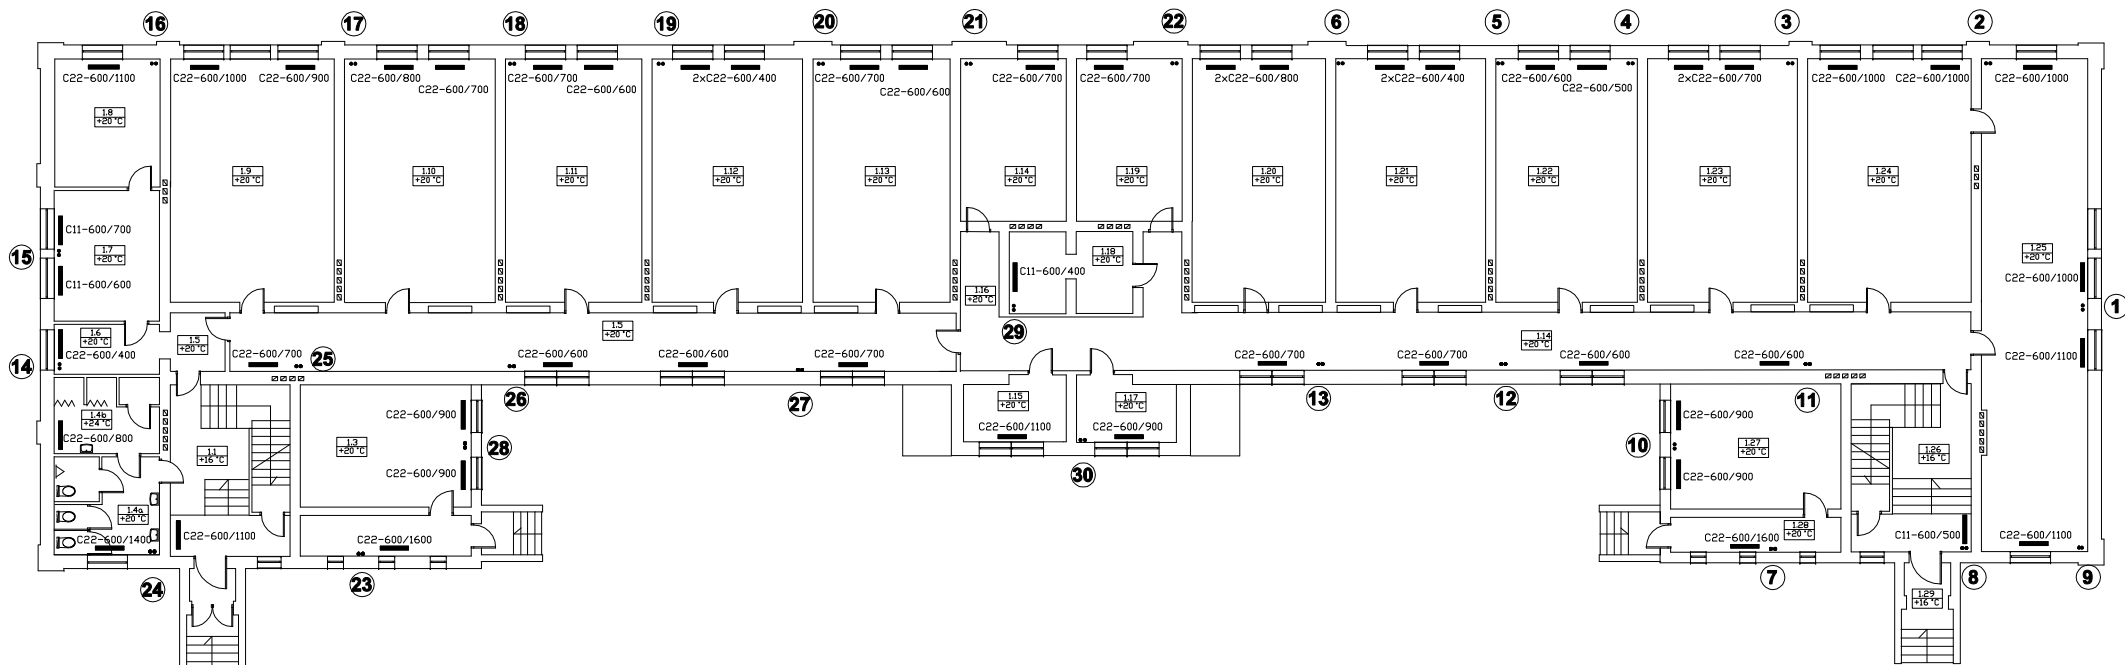 16
17
18
19
20
21
22
6
5
4
3
2
C22-600/1100
C22-600/1000
C22-600/900
C22-600/800
C22-600/700
C22-600/700
C22-600/600
2xC22-600/400
C22-600/700
C22-600/600
C22-600/700
C22-600/700
2xC22-600/800
2xC22-600/400
C22-600/600
C22-600/500
2xC22-600/700
C22-600/1000
C22-600/1000
C22-600/1000
1.8
+20 °C
1.9
+20 °C
1.10
+20 °C
1.11
+20 °C
1.12
+20 °C
1.13
+20 °C
1.14
+20 °C
1.19
+20 °C
1.20
+20 °C
1.21
+20 °C
1.22
+20 °C
1.23
+20 °C
1.24
+20 °C
15
C11-600/700
1.7
+20 °C
C11-600/600
C11-600/400
1.18
+20 °C
1.16
+20 °C
1.25
+20 °C
C22-600/1000
1
14
1.6
+20 °C
C22-600/400
1.5
+20 °C
C22-600/700
25
1.5
+20 °C
C22-600/600
C22-600/600
C22-600/700
29
C22-600/700
C22-600/700
1.14
+20 °C
C22-600/600
C22-600/600
C22-600/1100
26
27
13
12
11
1.4b
+24 °C
C22-600/800
1.1
+16 °C
1.3
+20 °C
C22-600/900
C22-600/900
28
1.15
+20 °C
C22-600/1100
1.17
+20 °C
C22-600/900
30
10
C22-600/900
1.27
+20 °C
C22-600/900
1.26
+16 °C
1.4a
+20 °C
C22-600/1400
C22-600/1100
C22-600/1600
1.28
+20 °C
C22-600/1600
C11-600/500
C22-600/1100
24
23
7
8
9
1.29
+16 °C